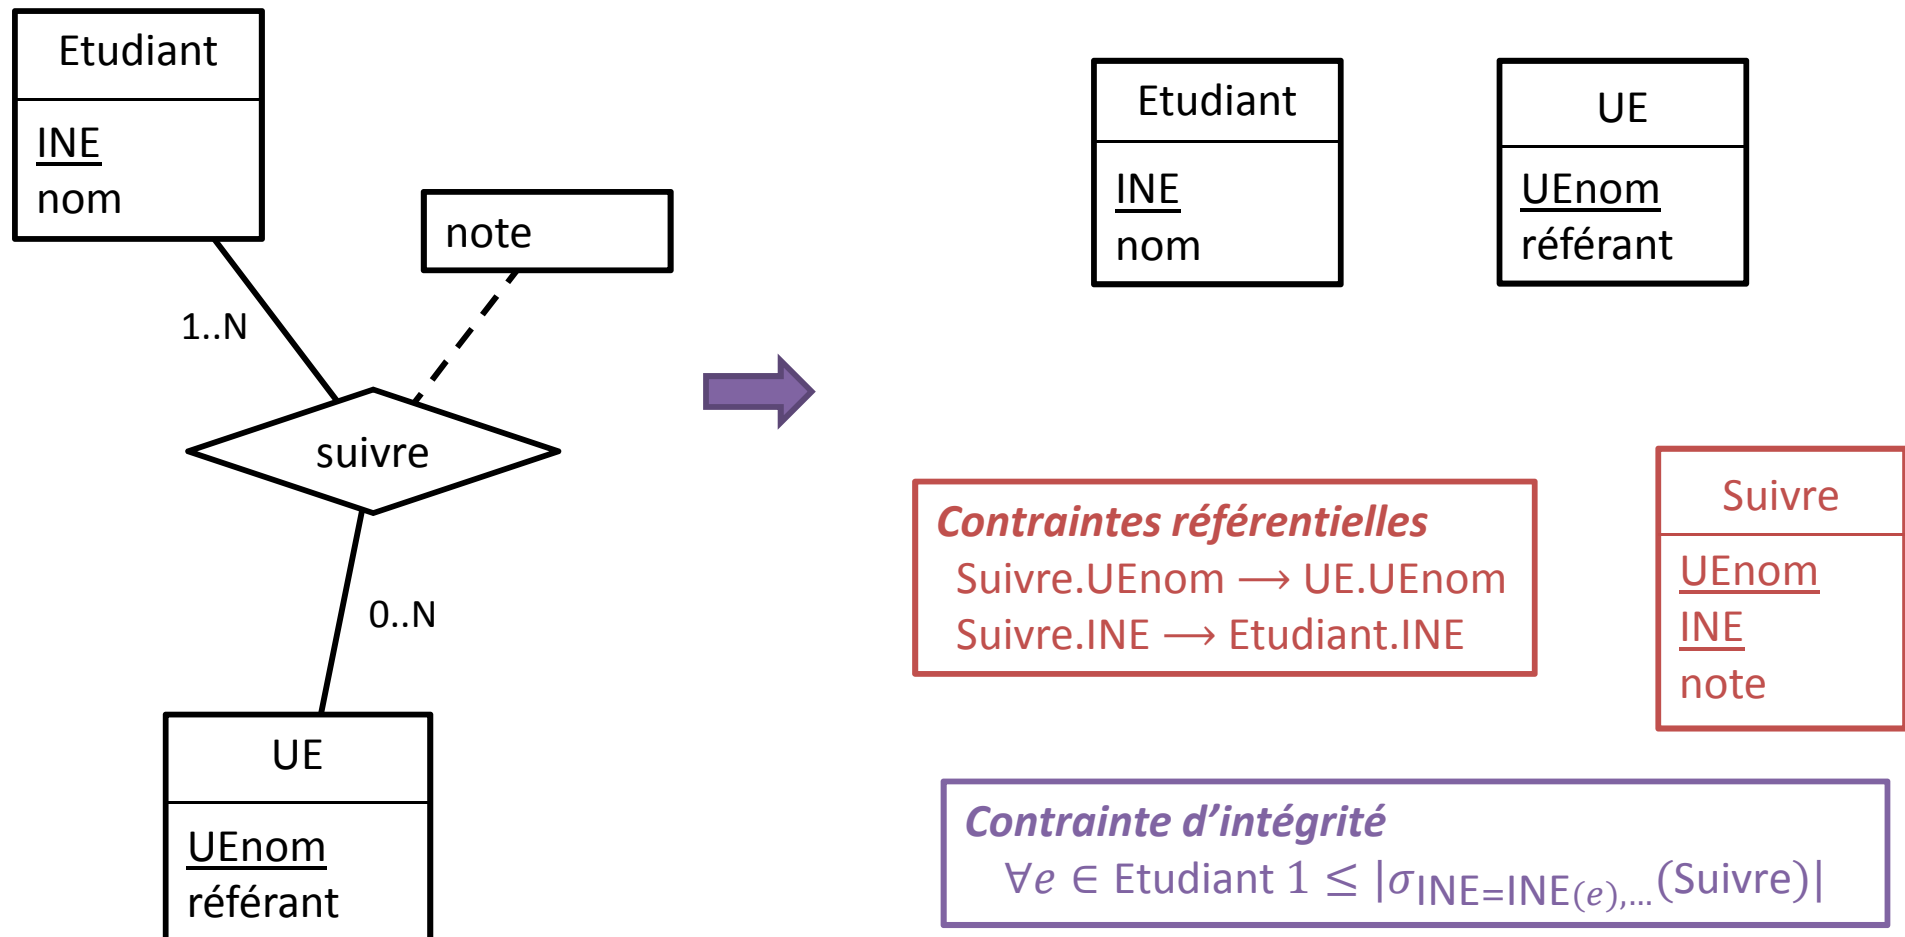 Etudiant
INE
nom
note
1..N
suivre
0..N
UE
UEnom
référant
Etudiant
INE
nom
UE
UEnom
référant
Contraintes référentielles
Suivre.UEnom ⟶ UE.UEnom
Suivre.INE ⟶ Etudiant.INE
Suivre
UEnom
INE
note
Contrainte d’intégrité
∀e ∈ Etudiant 1 ≤ |σINE=INE(e),…(Suivre)|